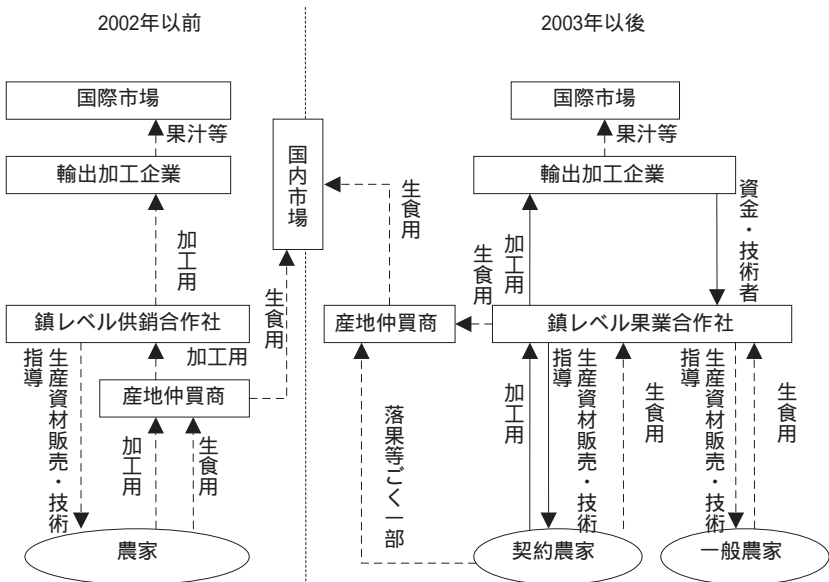 2002年以前
国際市場
果汁等
輸出加工企業
加工用
鎮レベル供銷合作社
生産資材販売・技術
指導
加工用
産地仲買商
生食用
加工用
生食用
農家
国内市場
2003年以後
国際市場
果汁等
輸出加工企業
資金・技術者
生食用
生食用
加工用
産地仲買商
鎮レベル果業合作社
落果等ごく一部
加工用
生産資材販売・技術
指導
生食用
生産資材販売・技術
指導
生食用
契約農家
一般農家